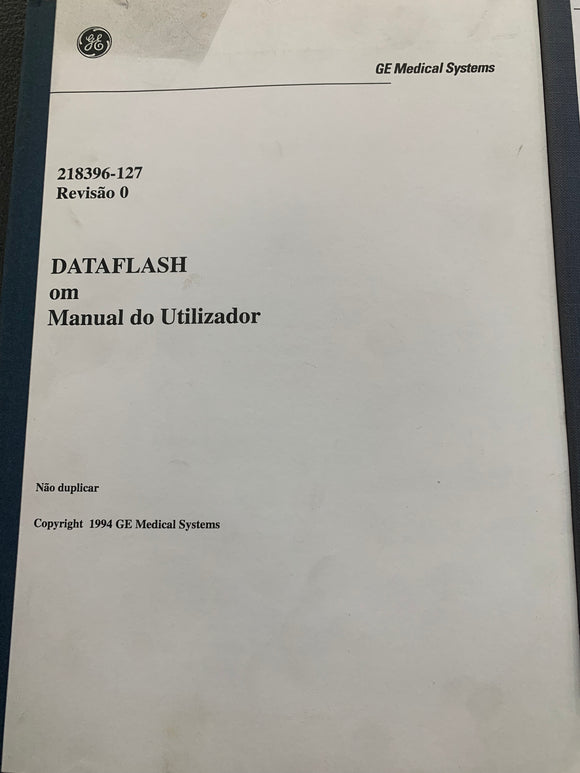 GE
GE Medical Systems
218396-127
Revisão 0
DATAFLASH
om
Manual do Utilizador
Não duplicar
Copyright 1994 GE Medical Systems